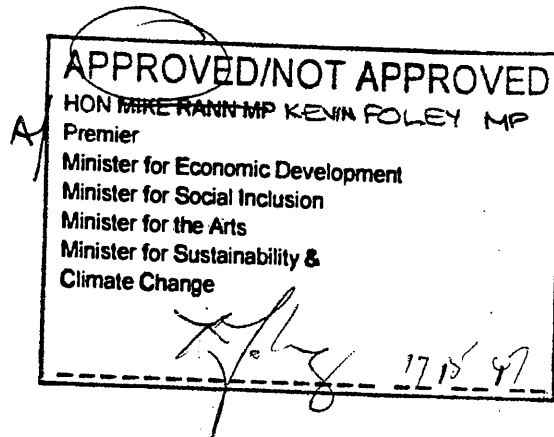 APPROVED/NOT APPROVED
HON MIKE RANN MP KEVIN FOLEY MP
A/
Premier
Minister for Economic Development
Minister for Social Inclusion
Minister for the Arts
Minister for Sustainability &
Climate Change